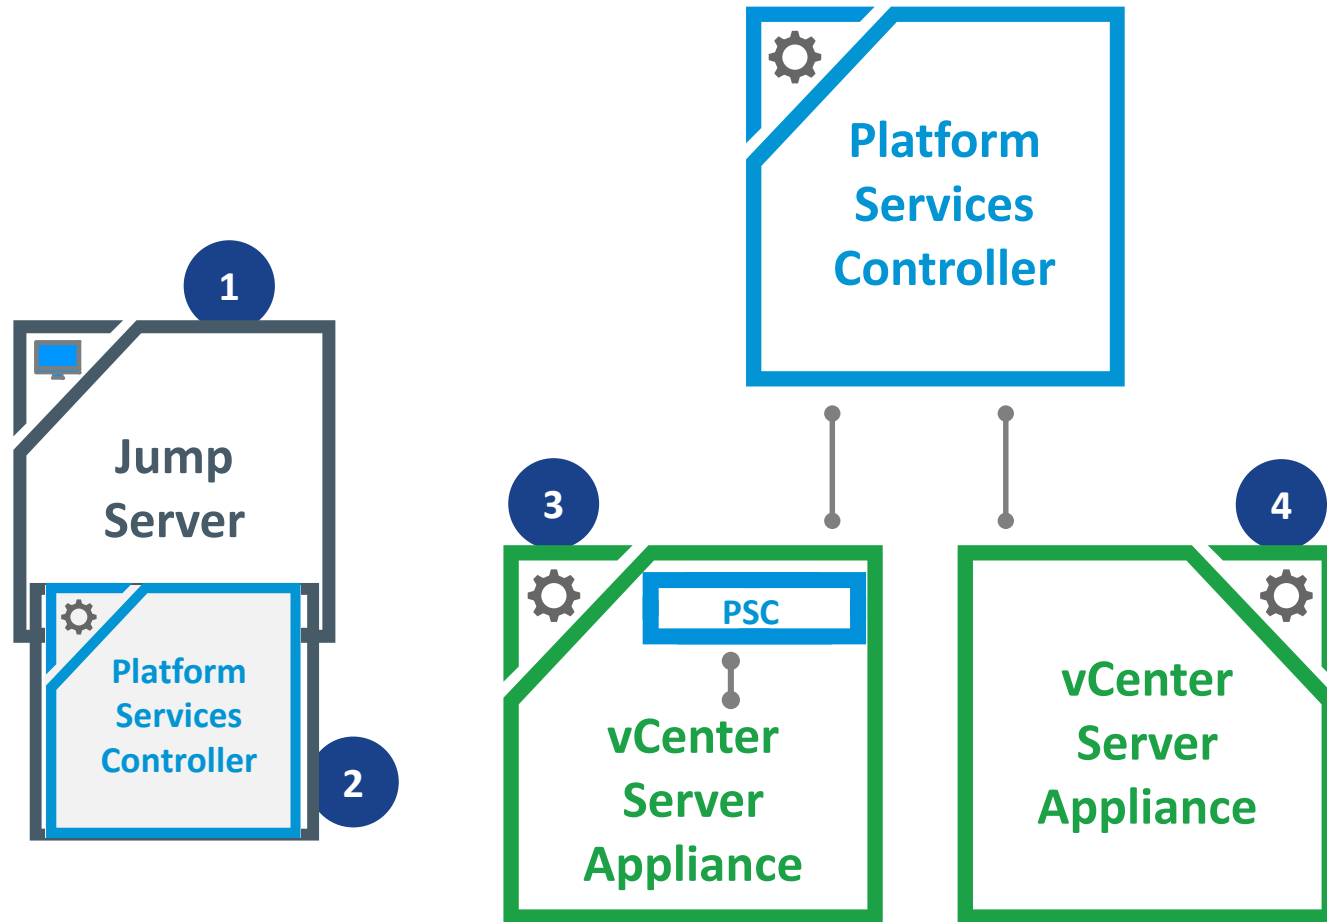 Platform
Services
Controller
1
Jump
Server
Platform
Services
Controller
2
3
PSC
vCenter
Server
Appliance
4
vCenter
Server
Appliance